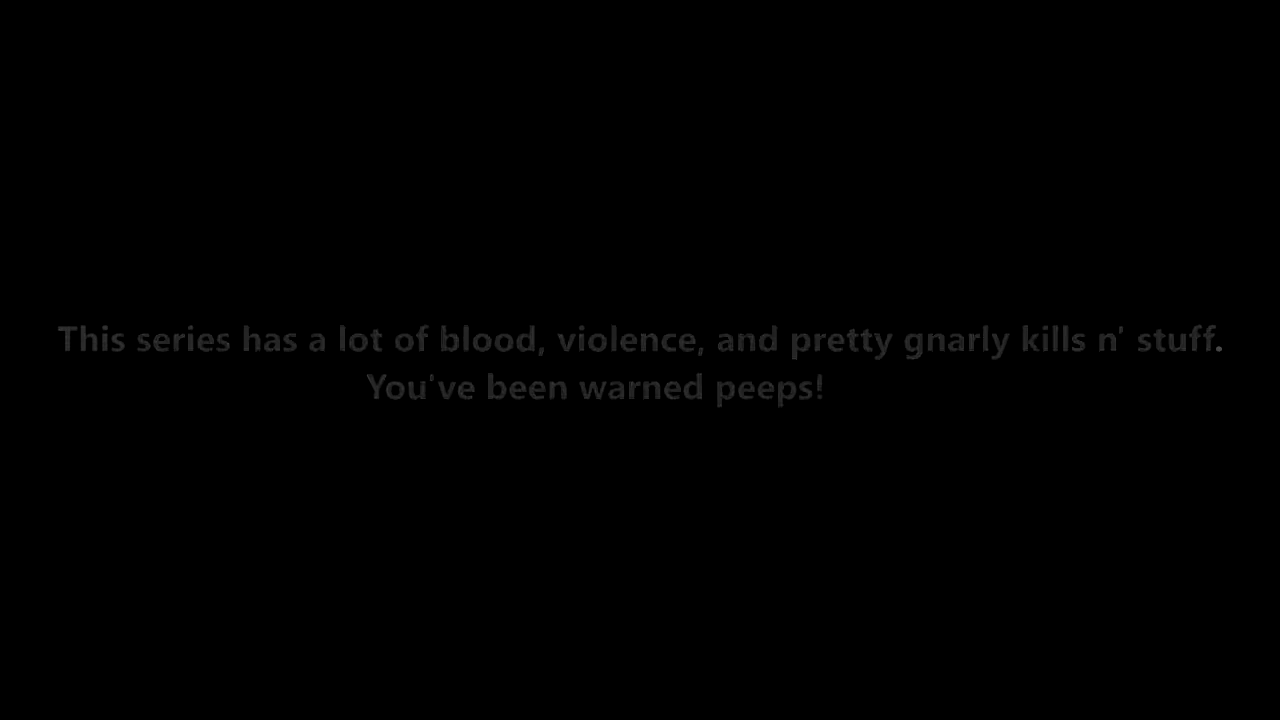 This series has a lot of blood, violence, and pretty gnarly kills n' stuff.
You've been warned peeps!